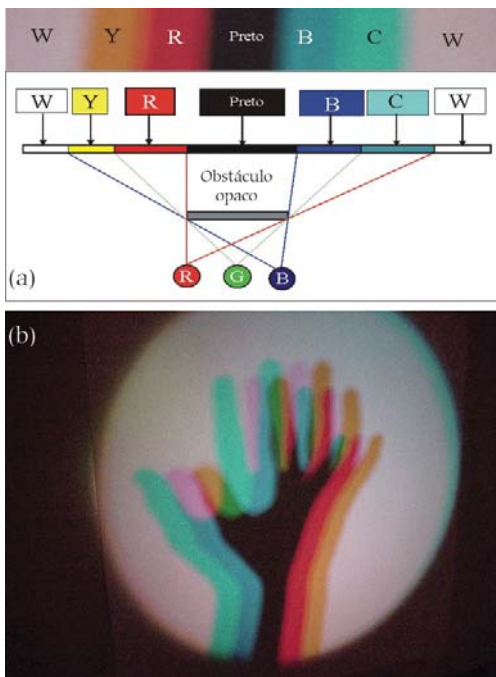 W Y R Preto B C W
W Y R Preto B C W
Obstáculo
opaco
(a) R G B
(b)